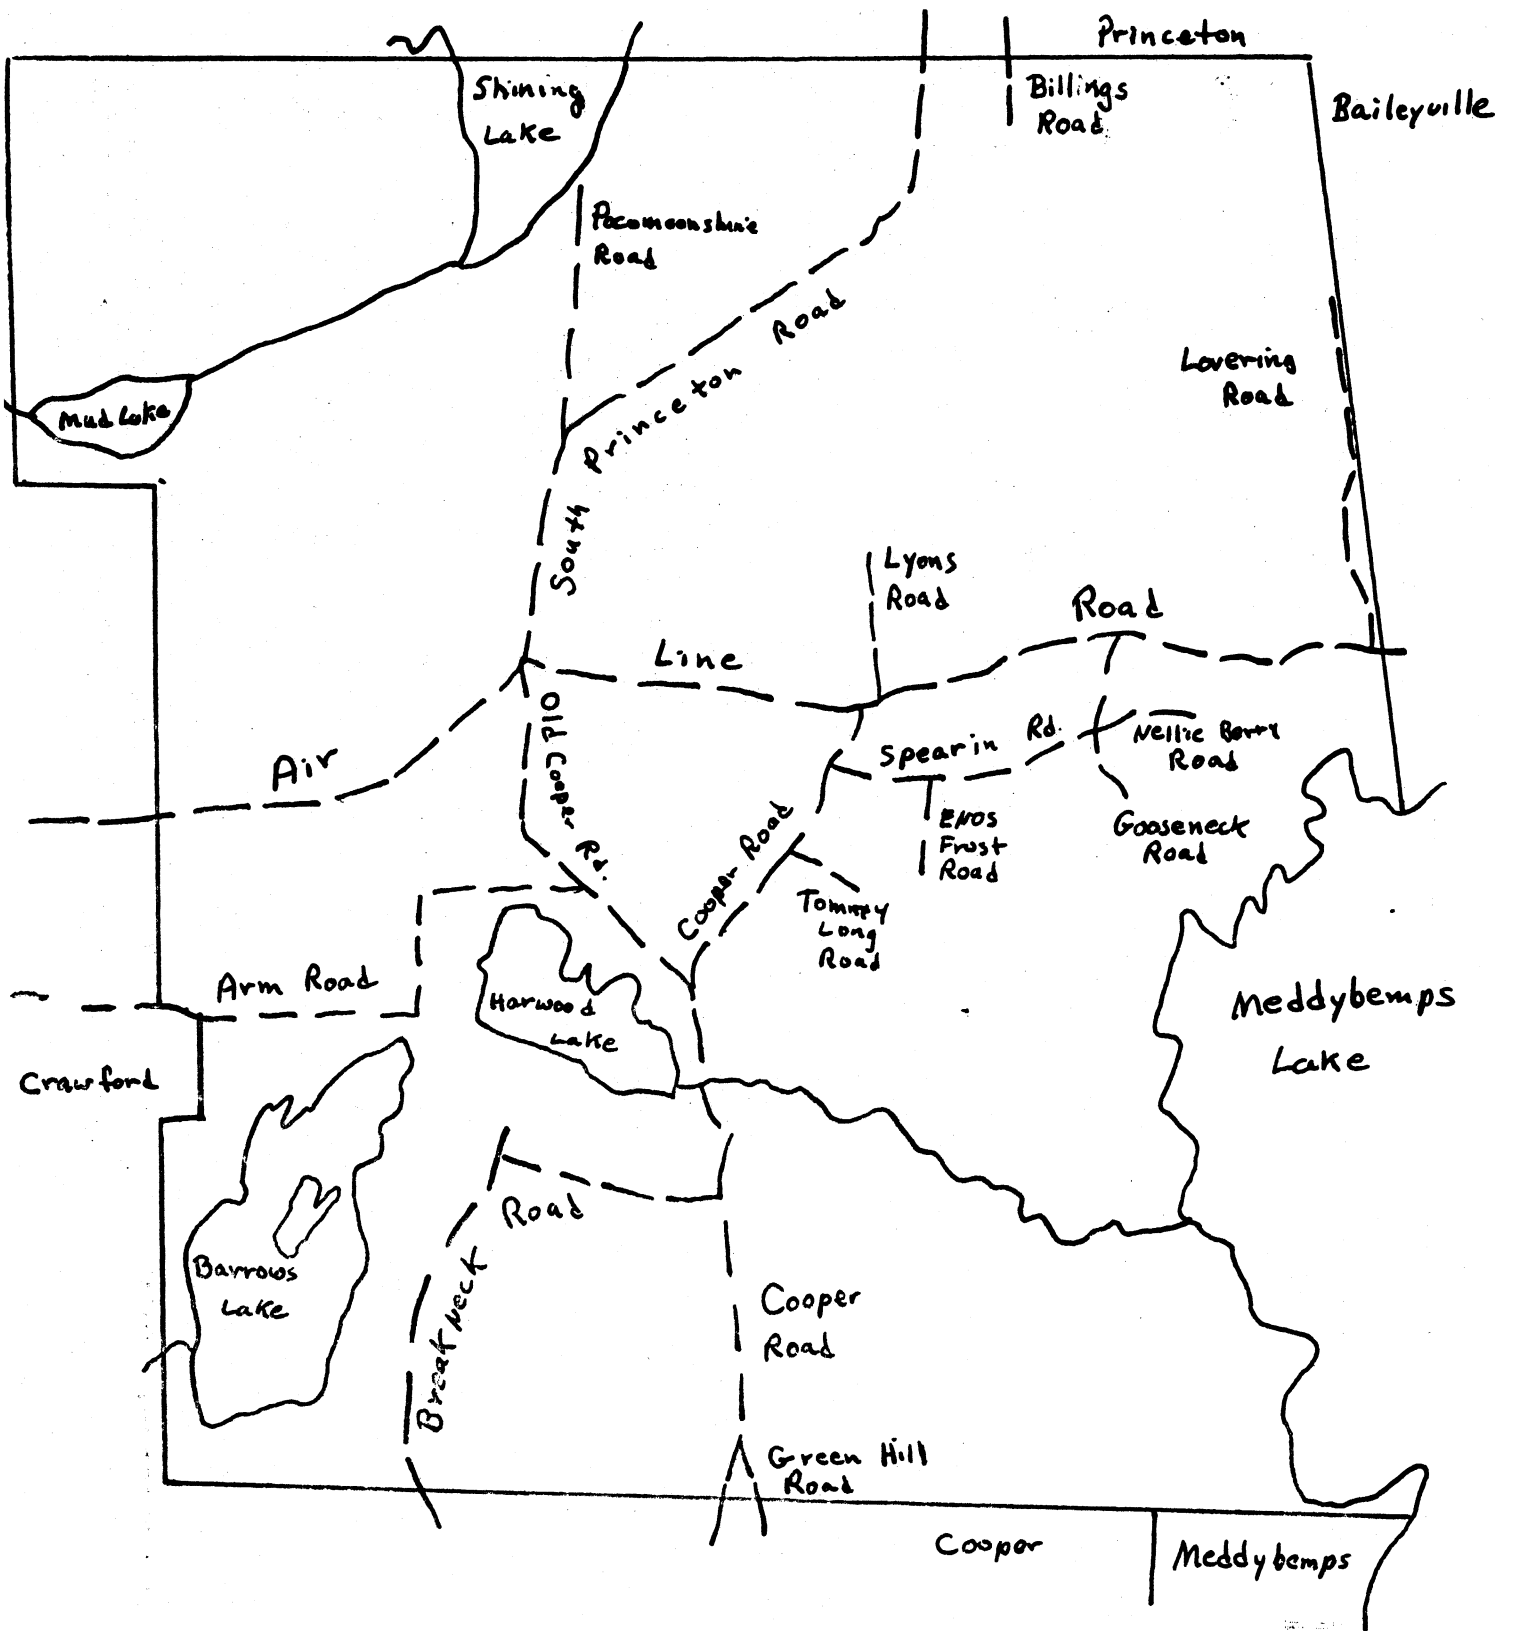 Princeton
Shining
Lake
Billings
Road
Baileyville
Pocomoonshine
Road
South Princeton Road
Lovering
Road
Mud Lake
Lyons
Road
Air Line Road
Old Cooper Rd.
Spearin Rd.
Nellie Berry
Road
Enos
Frost
Road
Gooseneck
Road
Cooper Road
Tommy
Long
Road
Arm Road
Harwood
Lake
Meddybemps
Lake
Crawford
Breakneck Road
Barrows
Lake
Cooper
Road
Green Hill
Road
Cooper
Meddybemps